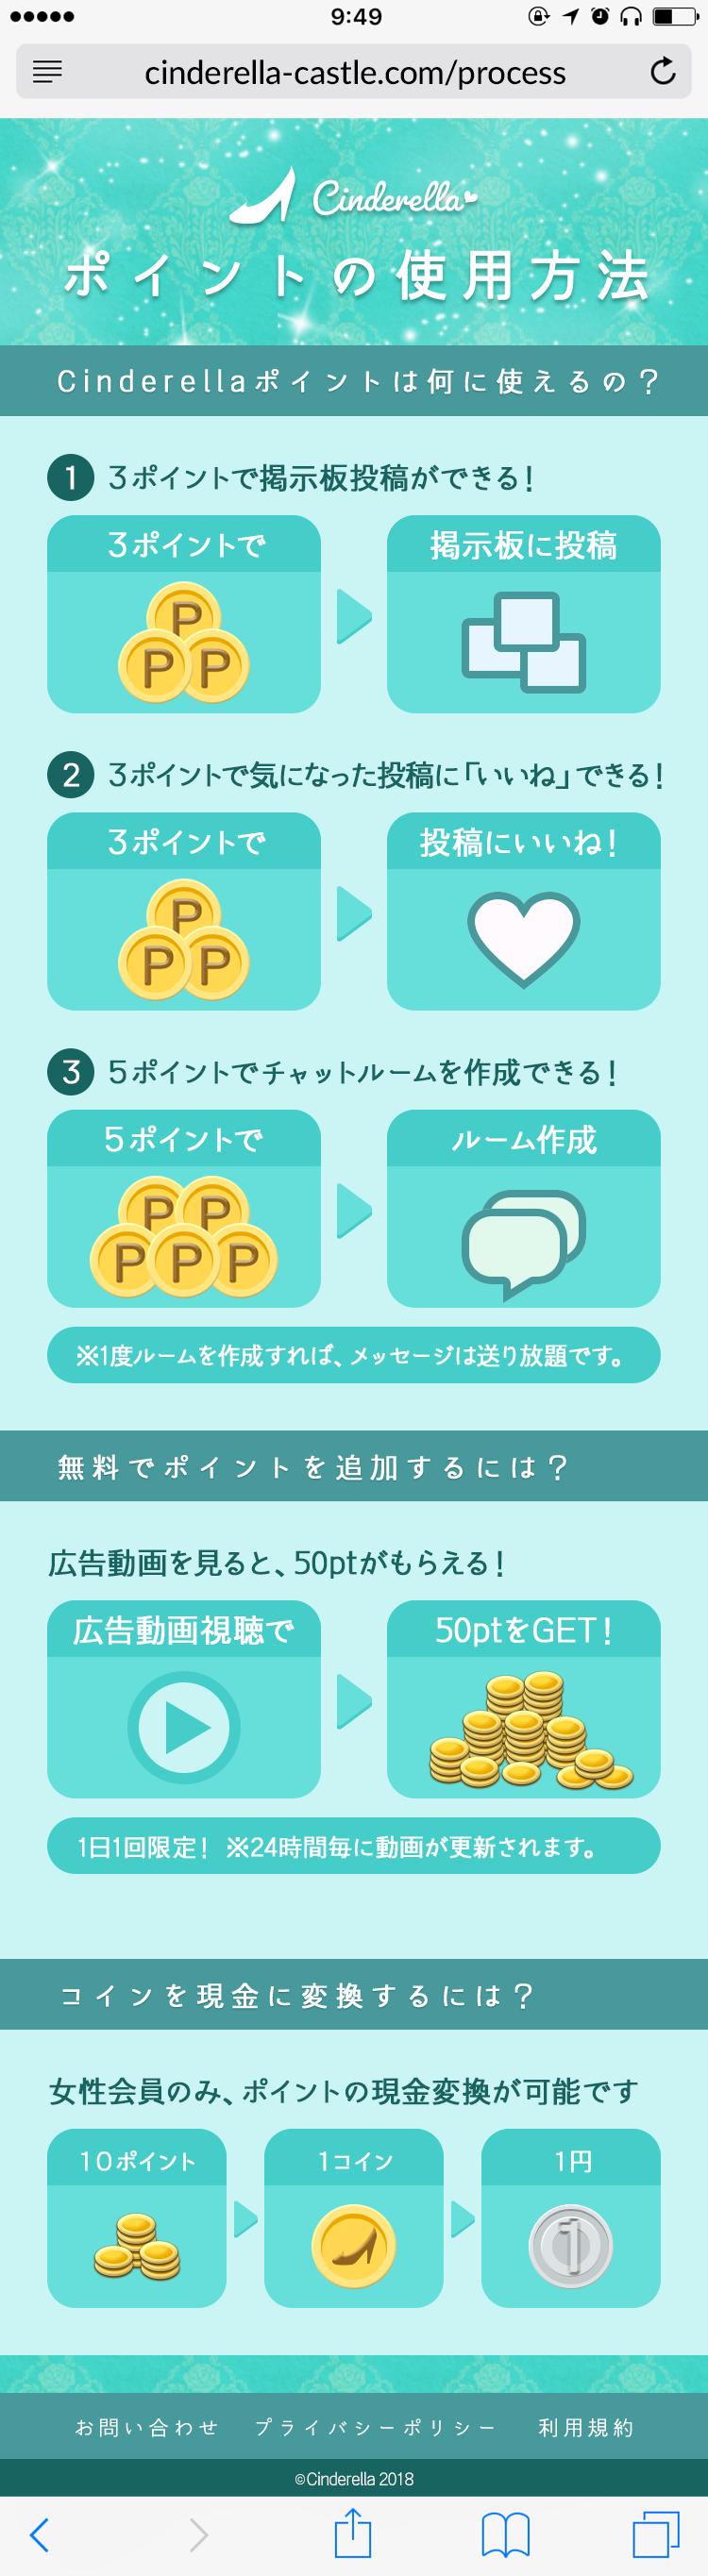 9:49
cinderella-castle.com/process
Cinderella
ポイントの使用方法
Cinderellaポイントは何に使えるの？
1 3ポイントで掲示板投稿ができる！
3ポイントで
掲示板に投稿
P
P P
2 3ポイントで気になった投稿に「いいね」できる！
3ポイントで
投稿にいいね！
P
P P
3 5ポイントでチャットルームを作成できる！
5ポイントで
ルーム作成
P P
P P P
※1度ルームを作成すれば、メッセージは送り放題です。
無料でポイントを追加するには？
広告動画を見ると、50ptがもらえる！
広告動画視聴で
50ptをGET！
1日1回限定！ ※24時間毎に動画が更新されます。
コインを現金に変換するには？
女性会員のみ、ポイントの現金変換が可能です
10ポイント
1コイン
1円
1
お問い合わせ プライバシーポリシー 利用規約
©Cinderella 2018